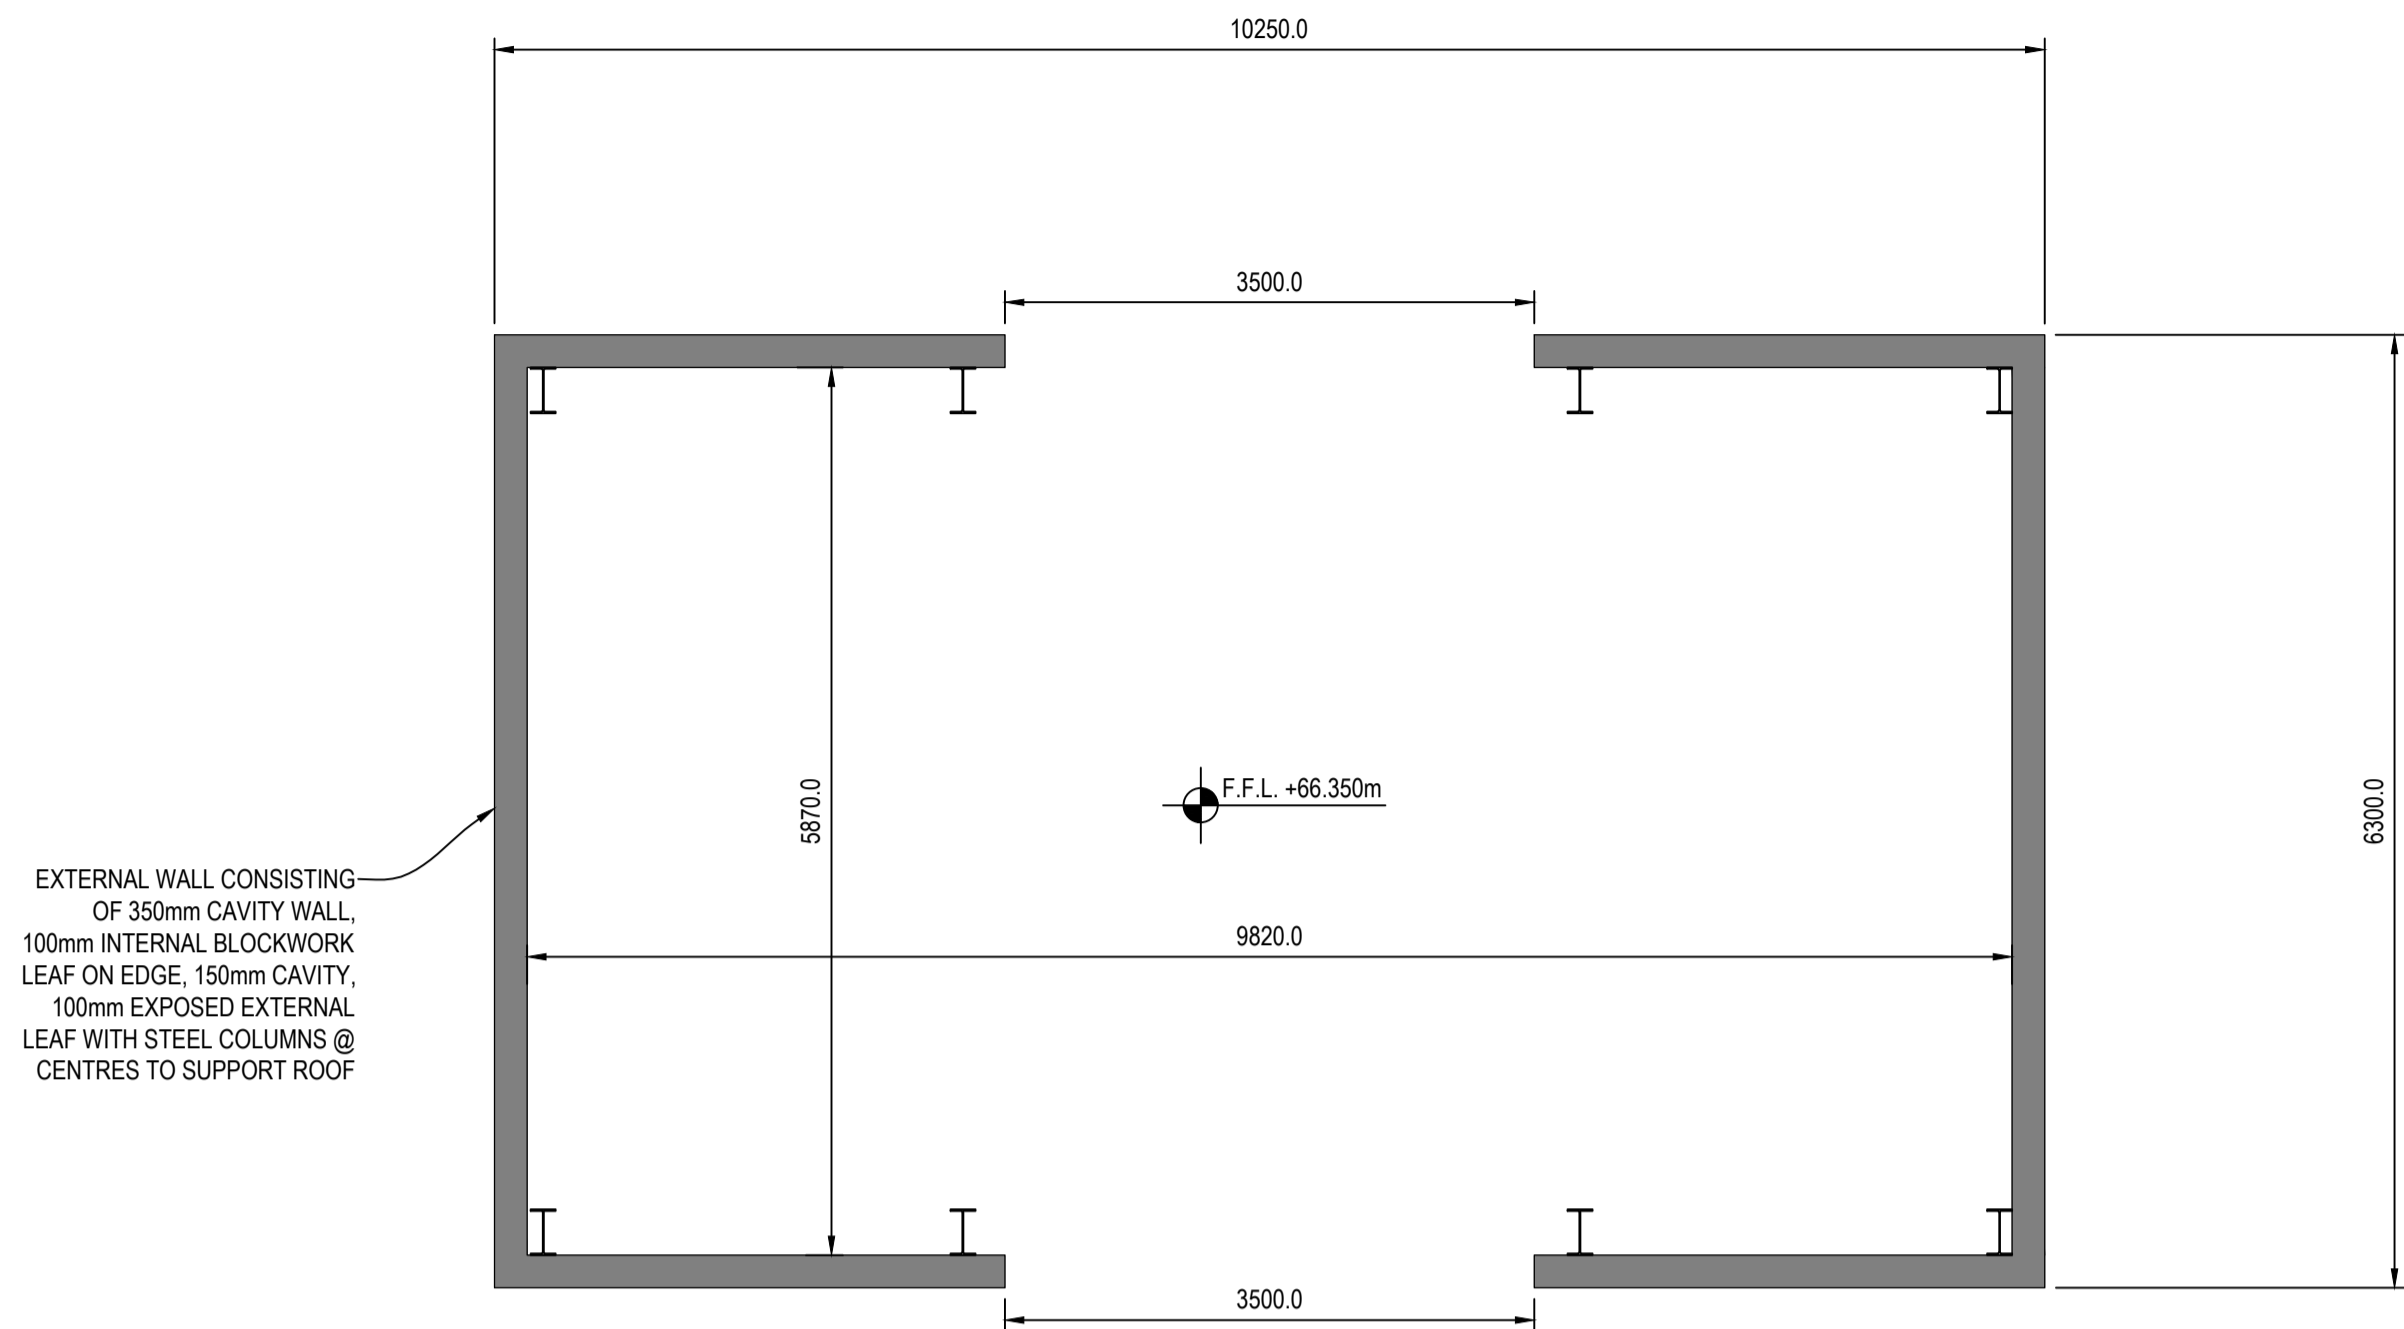 10250.0
3500.0
F.F.L. +66.350m
5870.0
6300.0
EXTERNAL WALL CONSISTING
OF 350mm CAVITY WALL,
100mm INTERNAL BLOCKWORK
LEAF ON EDGE, 150mm CAVITY,
100mm EXPOSED EXTERNAL
LEAF WITH STEEL COLUMNS @
CENTRES TO SUPPORT ROOF
9820.0
3500.0